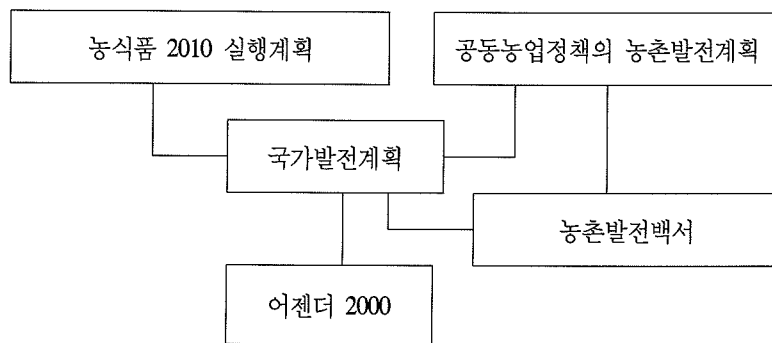 농식품 2010 실행계획
공동농업정책의 농촌발전계획
국가발전계획
농촌발전백서
어젠더 2000